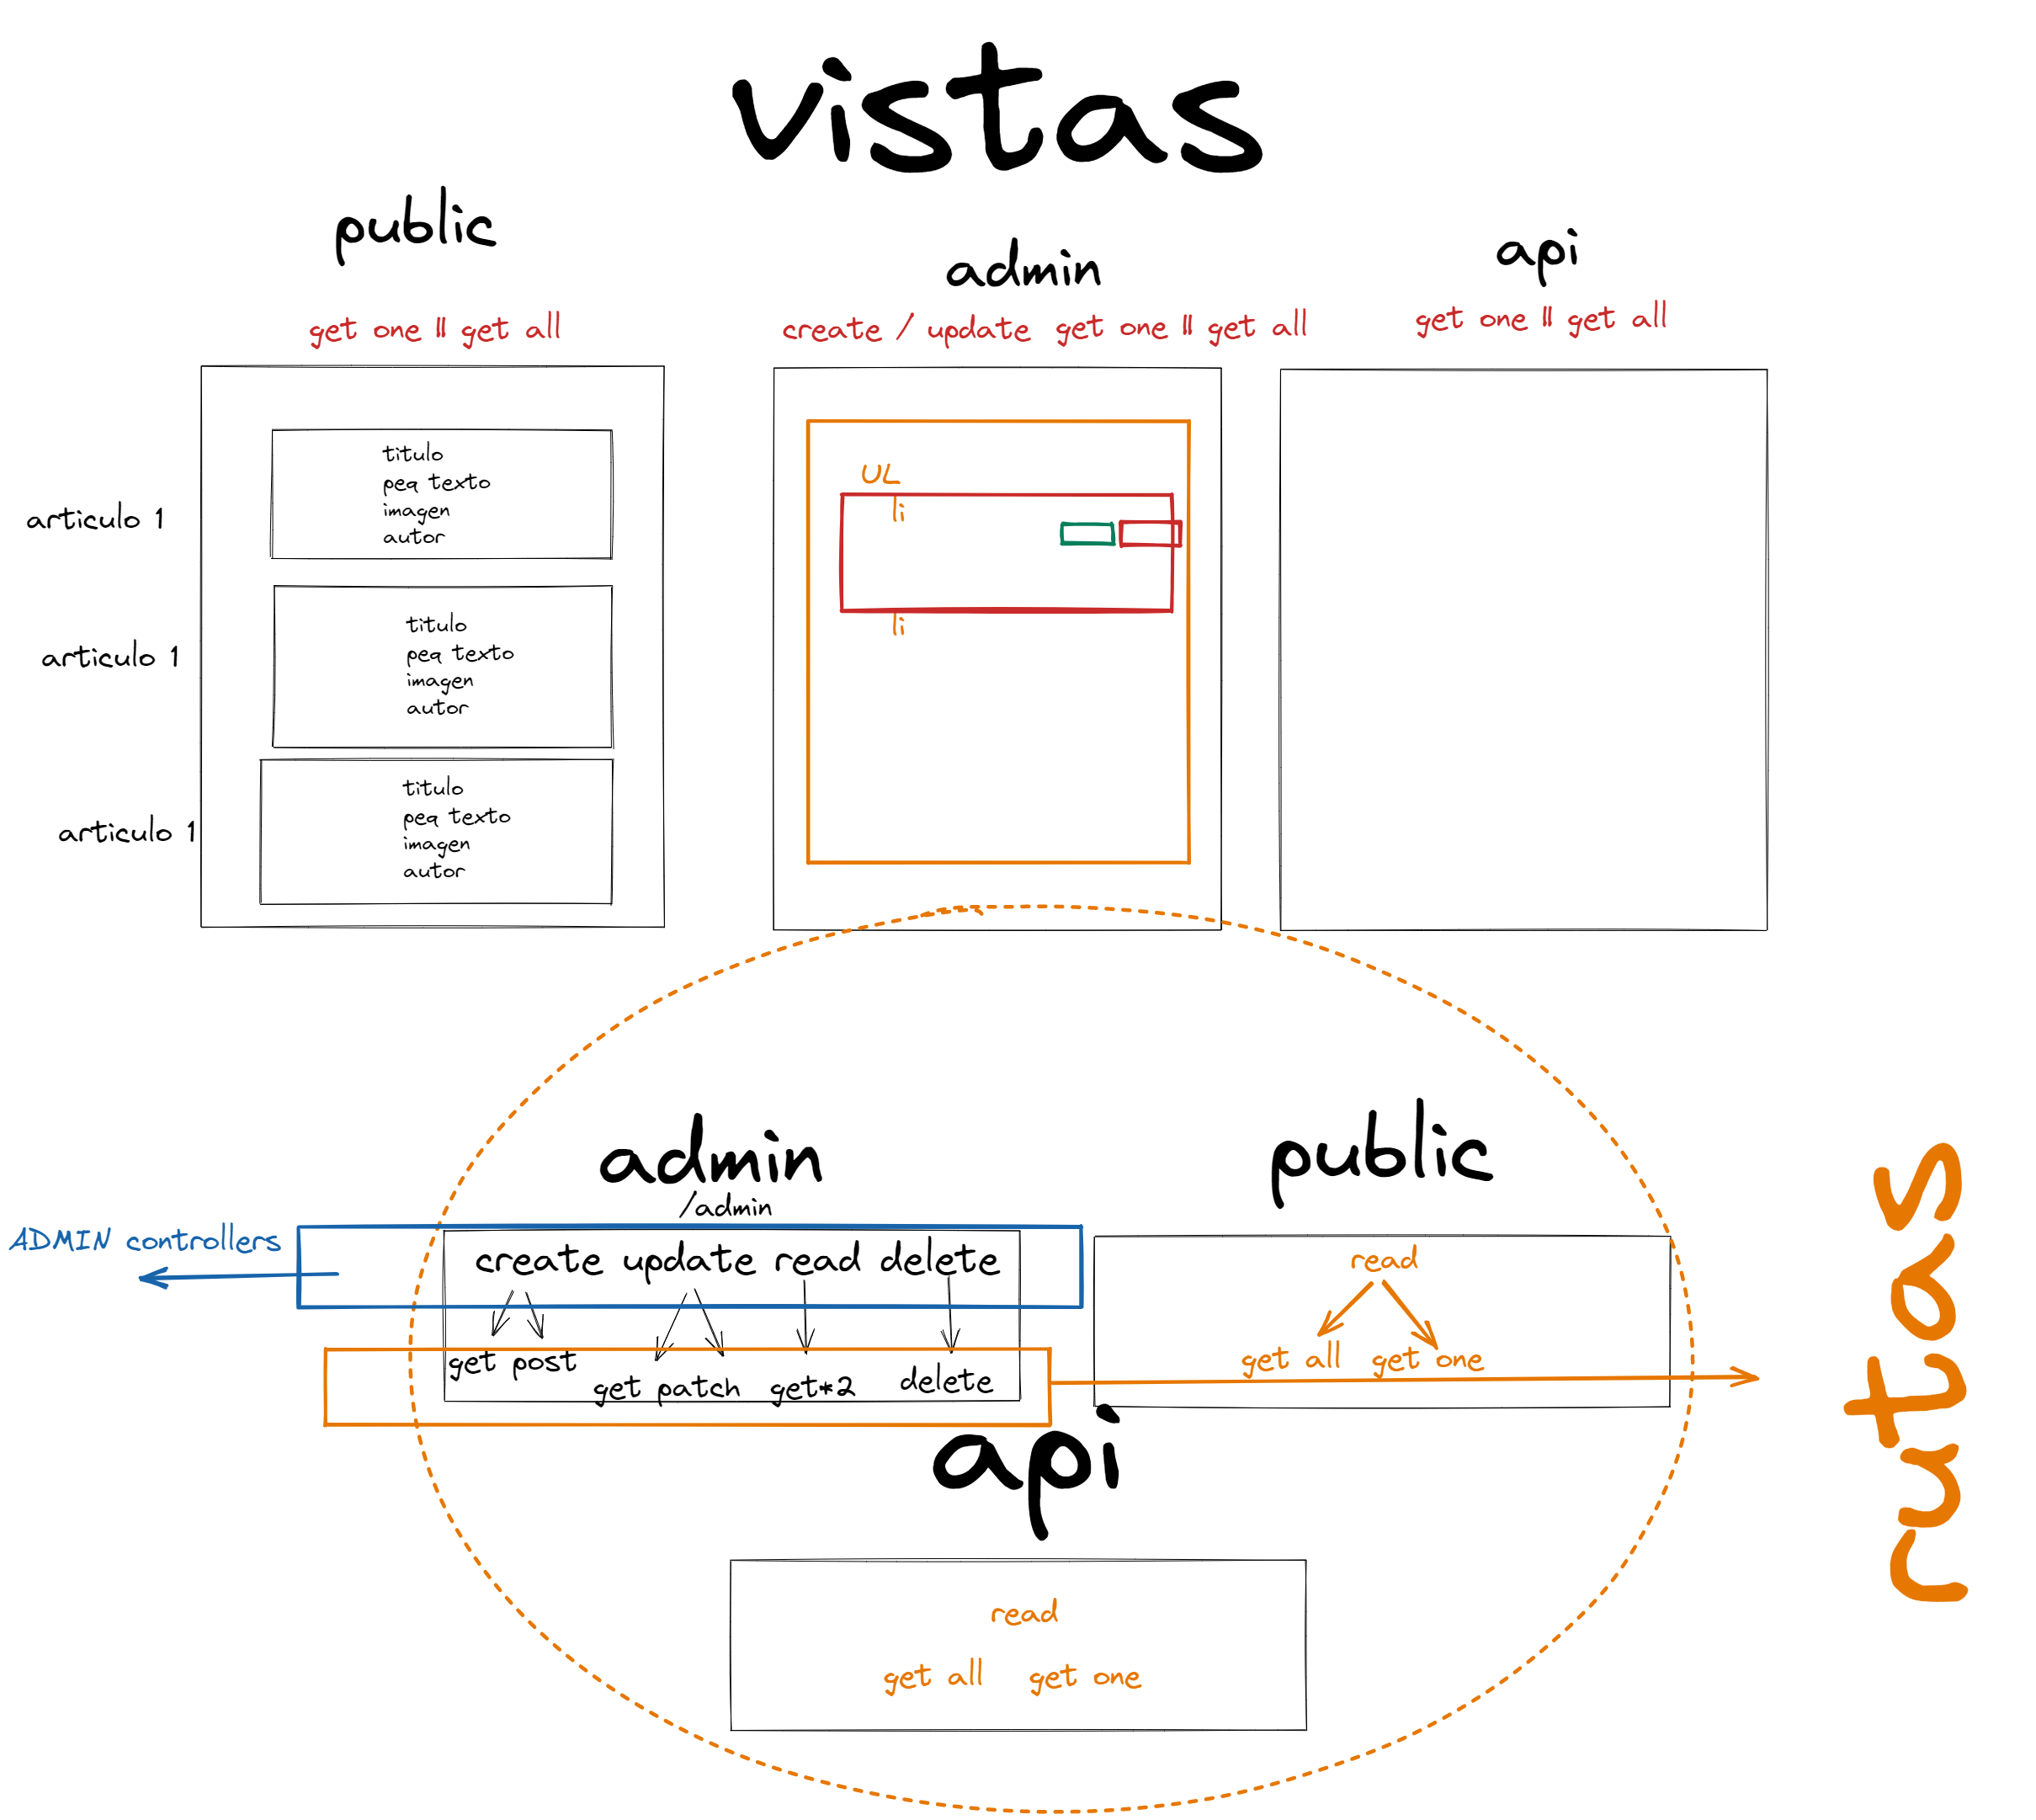 vistas
public
admin
api
get one || get all
create / update get one || get all
get one || get all
articulo 1
titulo
peq texto
imagen
autor
articulo 1
titulo
peq texto
imagen
autor
articulo 1
titulo
peq texto
imagen
autor
UL
li
li
admin
/admin
public
ADMIN controllers
create update read delete
get post
get patch get*2 delete
read
get all get one
api
read
get all get one
rutas